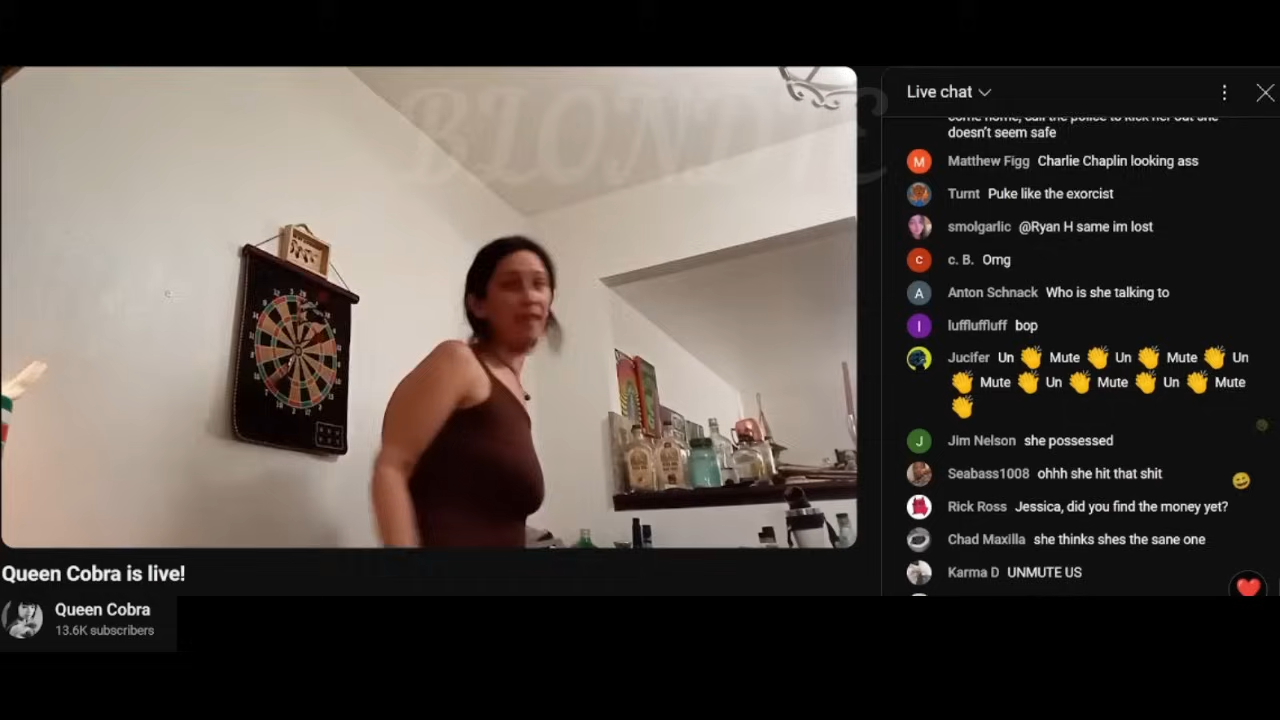 BLONDIE
Live chat
come home, call the police to kick her out she
doesn't seem safe
Matthew Figg Charlie Chaplin looking ass
Turnt Puke like the exorcist
smolgarlic @Ryan H same im lost
c. B. Omg
Anton Schnack Who is she talking to
luffluffluff bop
Jucifer Un 👏 Mute 👏 Un 👏 Mute 👏 Un
👏 Mute 👏 Un 👏 Mute 👏 Un 👏 Mute
👏
Jim Nelson she possessed
Seabass1008 ohhh she hit that shit
Rick Ross Jessica, did you find the money yet?
Chad Maxilla she thinks shes the sane one
Karma D UNMUTE US
Queen Cobra is live!
Queen Cobra
13.6K subscribers